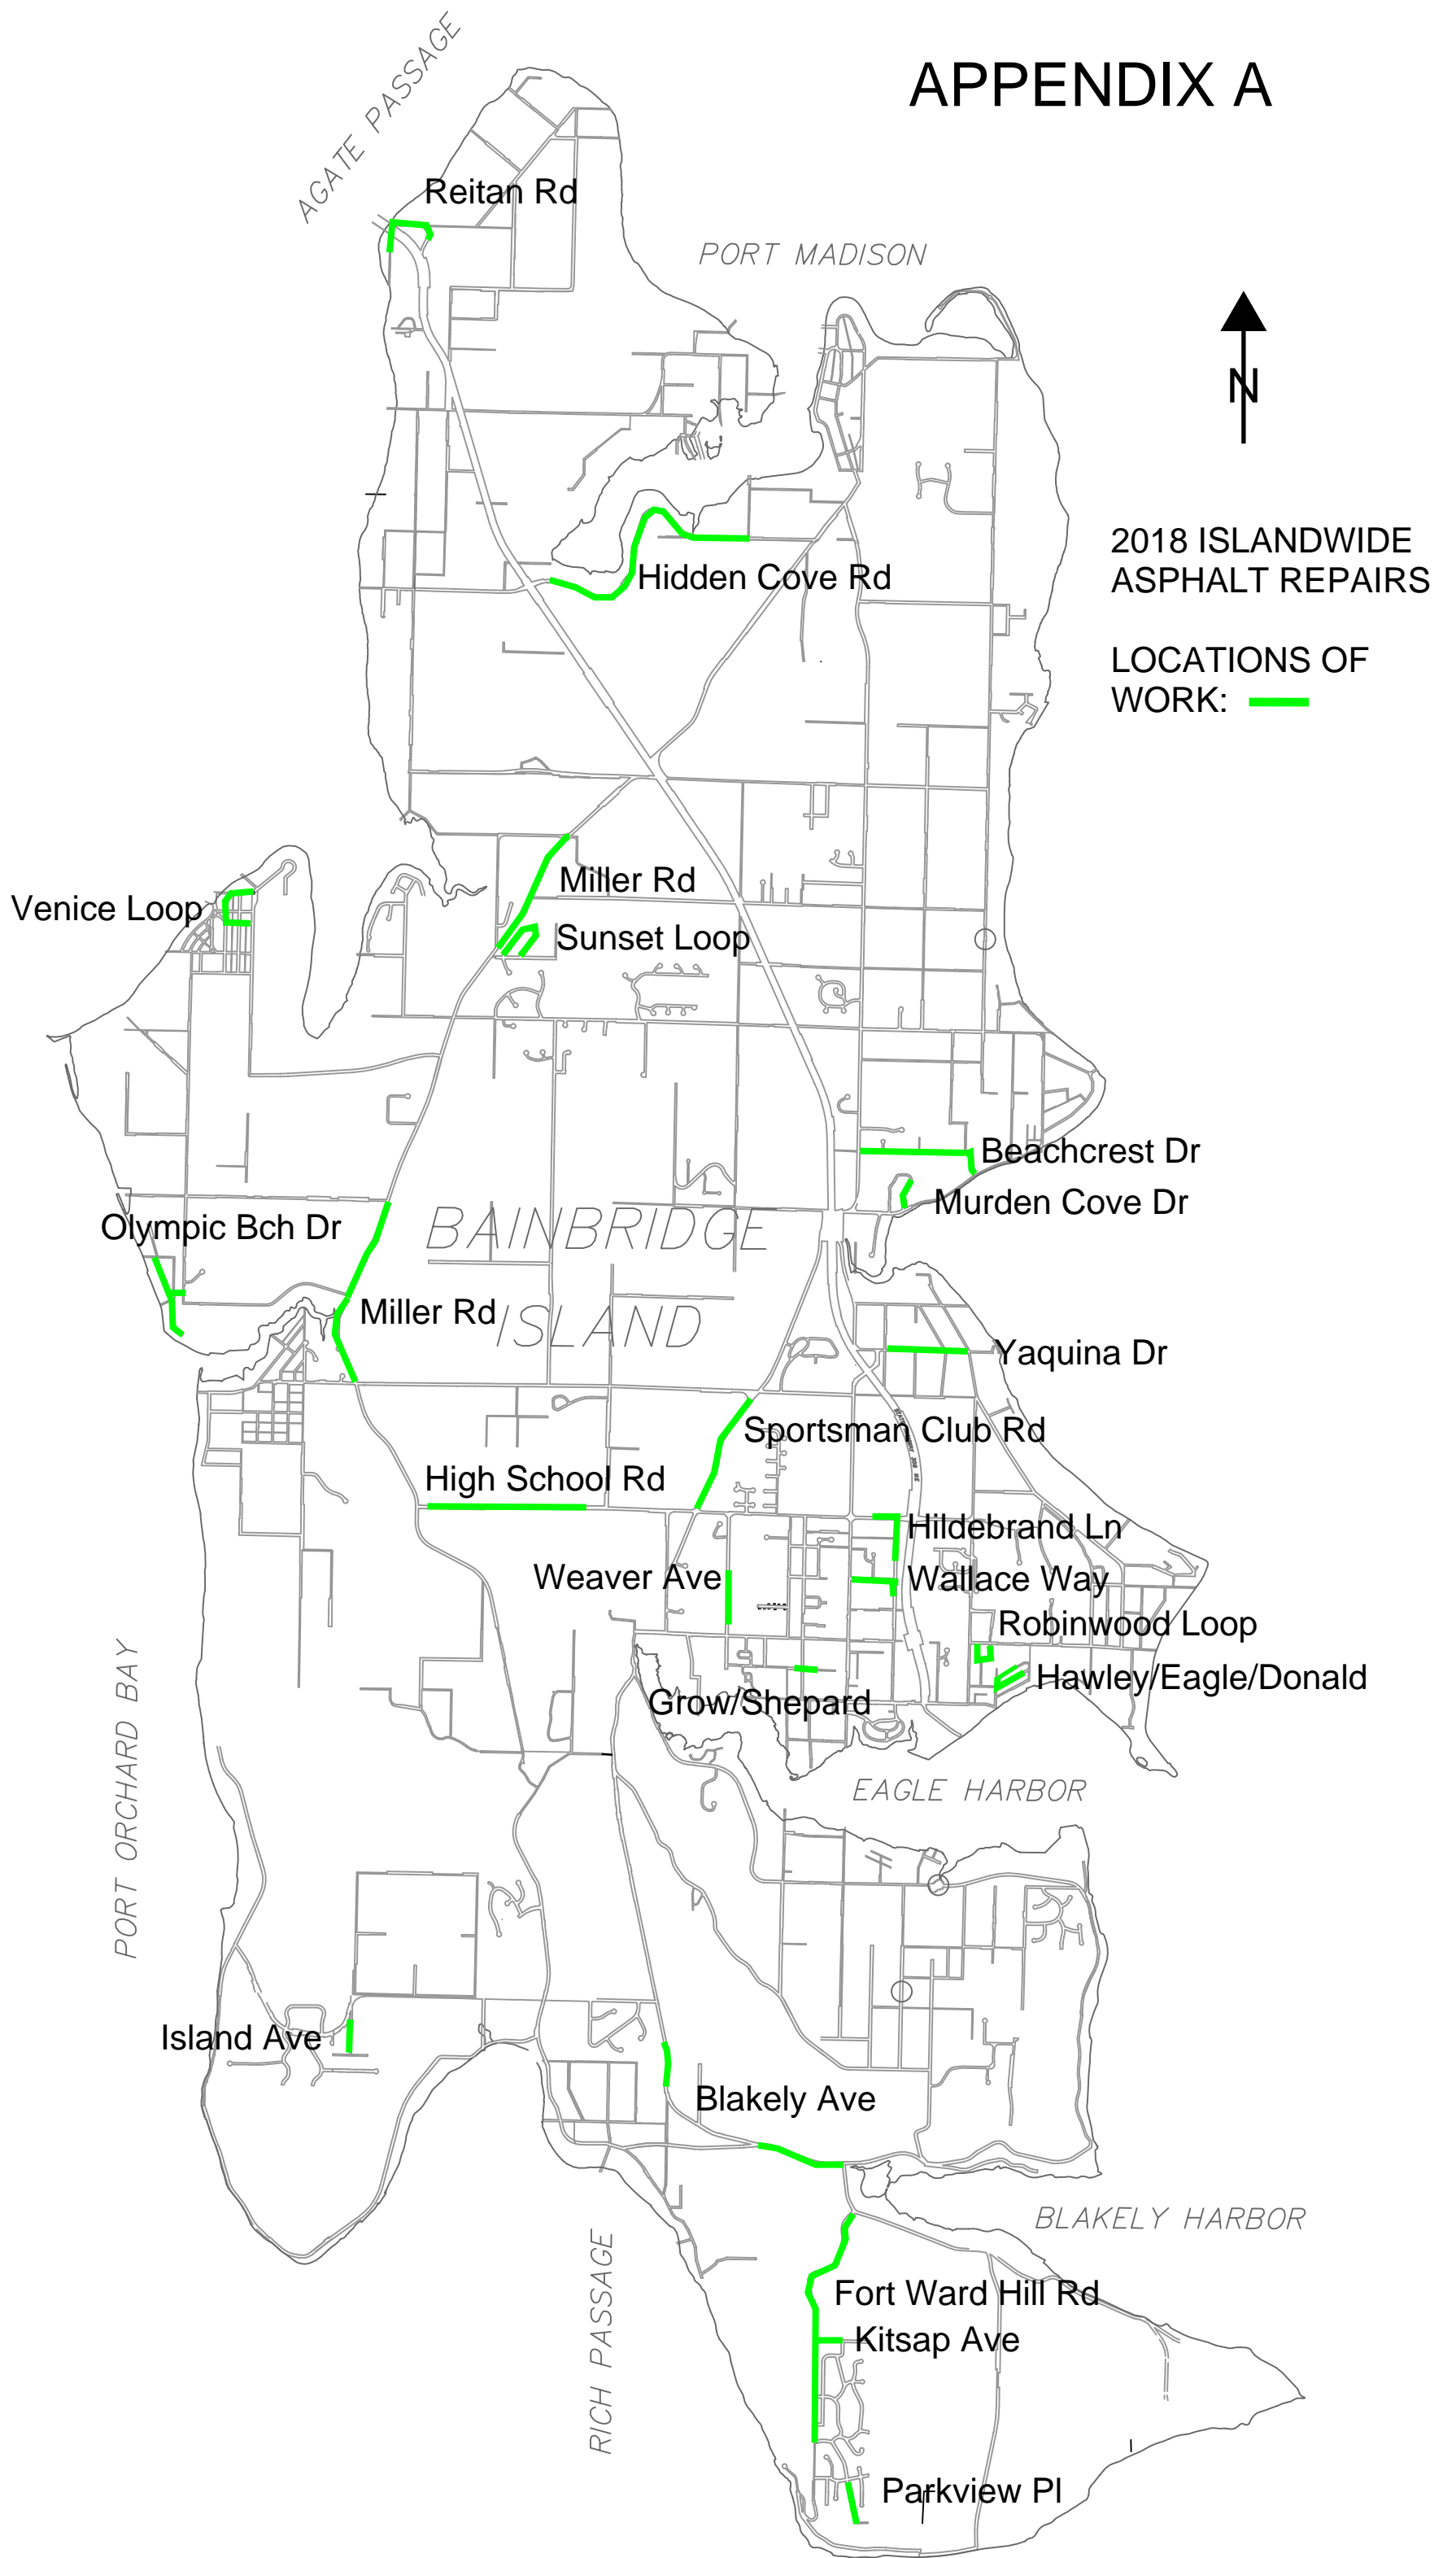 APPENDIX A
AGATE PASSAGE
Reitan Rd
PORT MADISON
N
2018 ISLANDWIDE
ASPHALT REPAIRS
Hidden Cove Rd
LOCATIONS OF
WORK:
Miller Rd
Venice Loop
Sunset Loop
Beachcrest Dr
Murden Cove Dr
Olympic Bch Dr
BAINBRIDGE
ISLAND
Miller Rd
Yaquina Dr
Sportsman Club Rd
High School Rd
Hildebrand Ln
Weaver Ave
Wallace Way
Robinwood Loop
Hawley/Eagle/Donald
Grow/Shepard
PORT ORCHARD BAY
EAGLE HARBOR
Island Ave
Blakely Ave
BLAKELY HARBOR
RICH PASSAGE
Fort Ward Hill Rd
Kitsap Ave
Parkview Pl